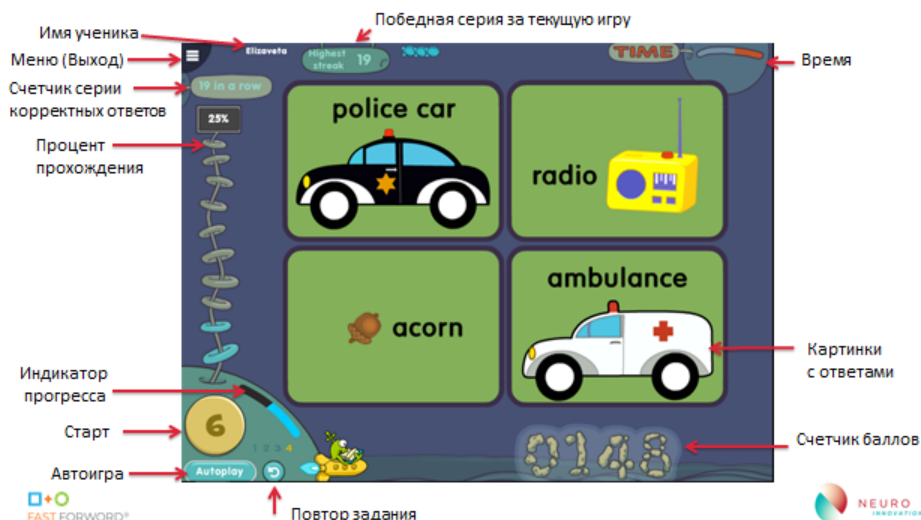 Победная серия за текущую игру
Имя ученика
Elizaveta
Highest
streak 19
TIME
Меню (Выход)
Время
Счетчик серии
корректных ответов
19 in a row
25%
Процент
прохождения
police car
radio
acorn
ambulance
Картинки
с ответами
Индикатор
прогресса
Старт
6
1 2 3 4
0148
Счетчик баллов
Автоигра
Autoplay
Повтор задания
FAST FORWORD®
NEURO
INNOVATION